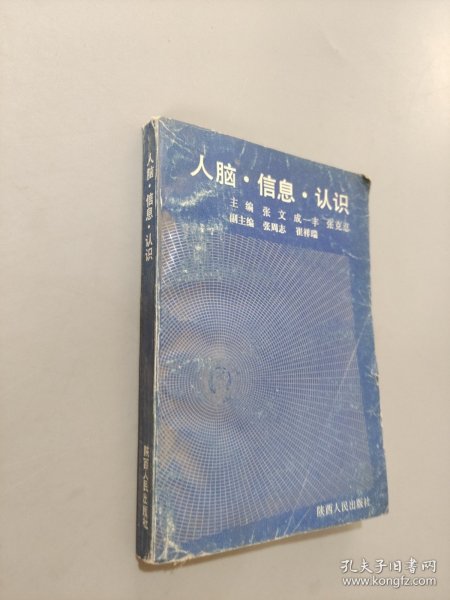 人脑·信息·认识
主编 张文 成一丰 张克忠
副主编 张周志 崔祥瑞
陕西人民出版社
人脑·信息·认识
陕西人民出版社
孔夫子旧书网
www.kongfz.com